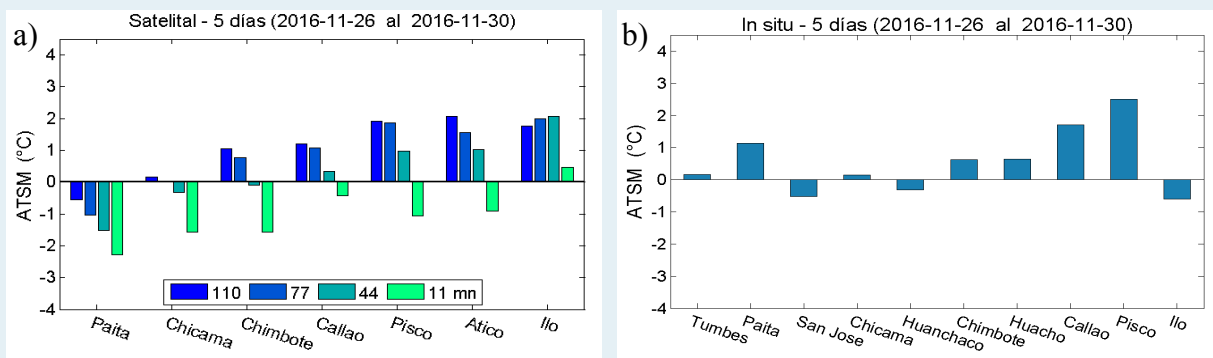 a)
Satelital - 5 días (2016-11-26 al 2016-11-30)
ATSM (°C)
4
3
2
1
0
-1
-2
-3
-4
110 77 44 11 mn
Paita Chicama Chimbote Callao Pisco Atico Ilo
b)
In situ - 5 días (2016-11-26 al 2016-11-30)
ATSM (°C)
4
3
2
1
0
-1
-2
-3
-4
Tumbes Paita San Jose Chicama Huanchaco Chimbote Huacho Callao Pisco Ilo